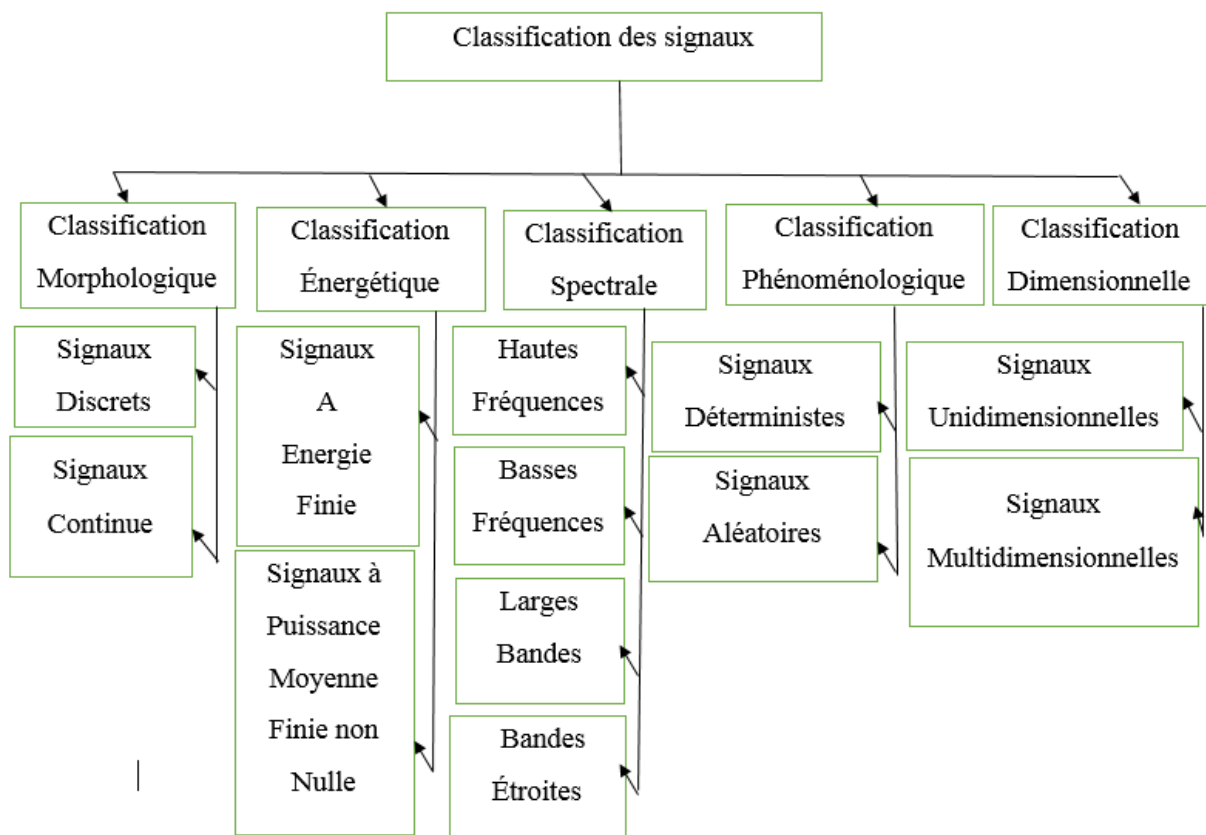 Classification des signaux
Classification
Morphologique
Classification
Énergétique
Classification
Spectrale
Classification
Phénoménologique
Classification
Dimensionnelle
Signaux
Discrets
Signaux
Continue
Signaux
A
Energie
Finie
Signaux à
Puissance
Moyenne
Finie non
Nulle
Hautes
Fréquences
Basses
Fréquences
Larges
Bandes
Bandes
Étroites
Signaux
Déterministes
Signaux
Aléatoires
Signaux
Unidimensionnelles
Signaux
Multidimensionnelles